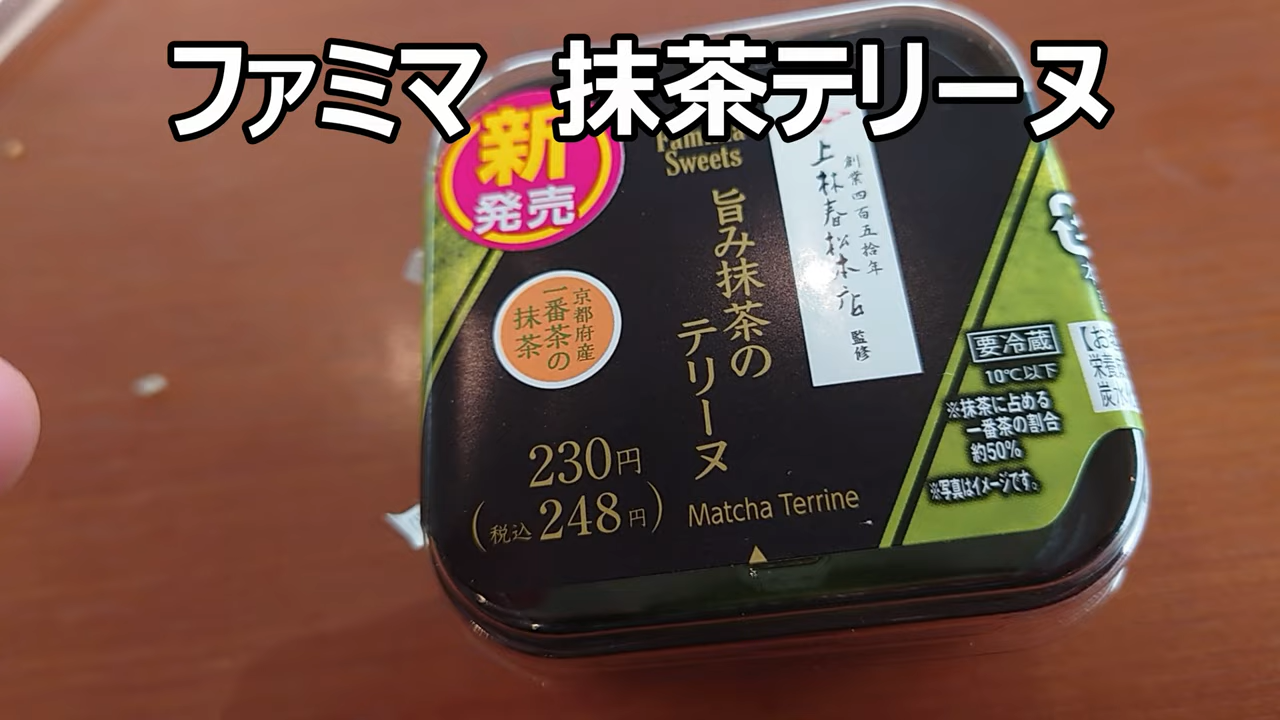 ファミマ 抹茶テリーヌ
新
発売
Sweets
旨み抹茶の
テリーヌ
Matcha Terrine
創業四百五拾年
上林春松本店
監修
京都府産
一番茶の
抹茶
230円
(税込248円)
要冷蔵
10℃以下
※抹茶に占める
一番茶の割合
約50%
※写真はイメージです。